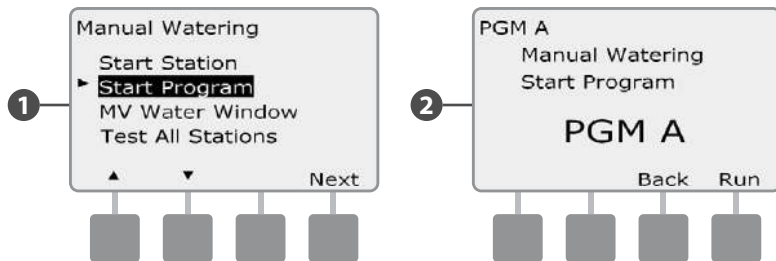 Manual Watering
Start Station
Start Program
MV Water Window
Test All Stations
Next
1
PGM A
Manual Watering
Start Program
PGM A
Back Run
2